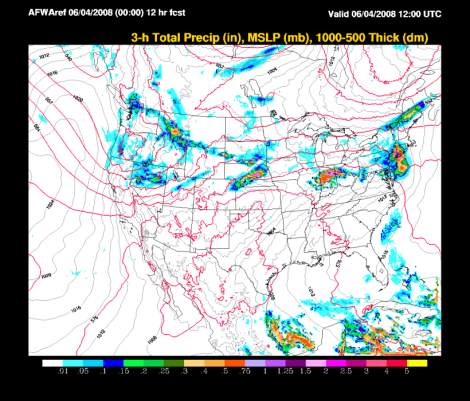 AFWAref 06/04/2008 (00:00) 12 hr fcst Valid 06/04/2008 12:00 UTC
3-h Total Precip (in), MSLP (mb), 1000-500 Thick (dm)
.01 .05 .1 .15 .2 .25 .3 .4 .5 .75 1 1.25 1.5 2 2.5 3 4 5